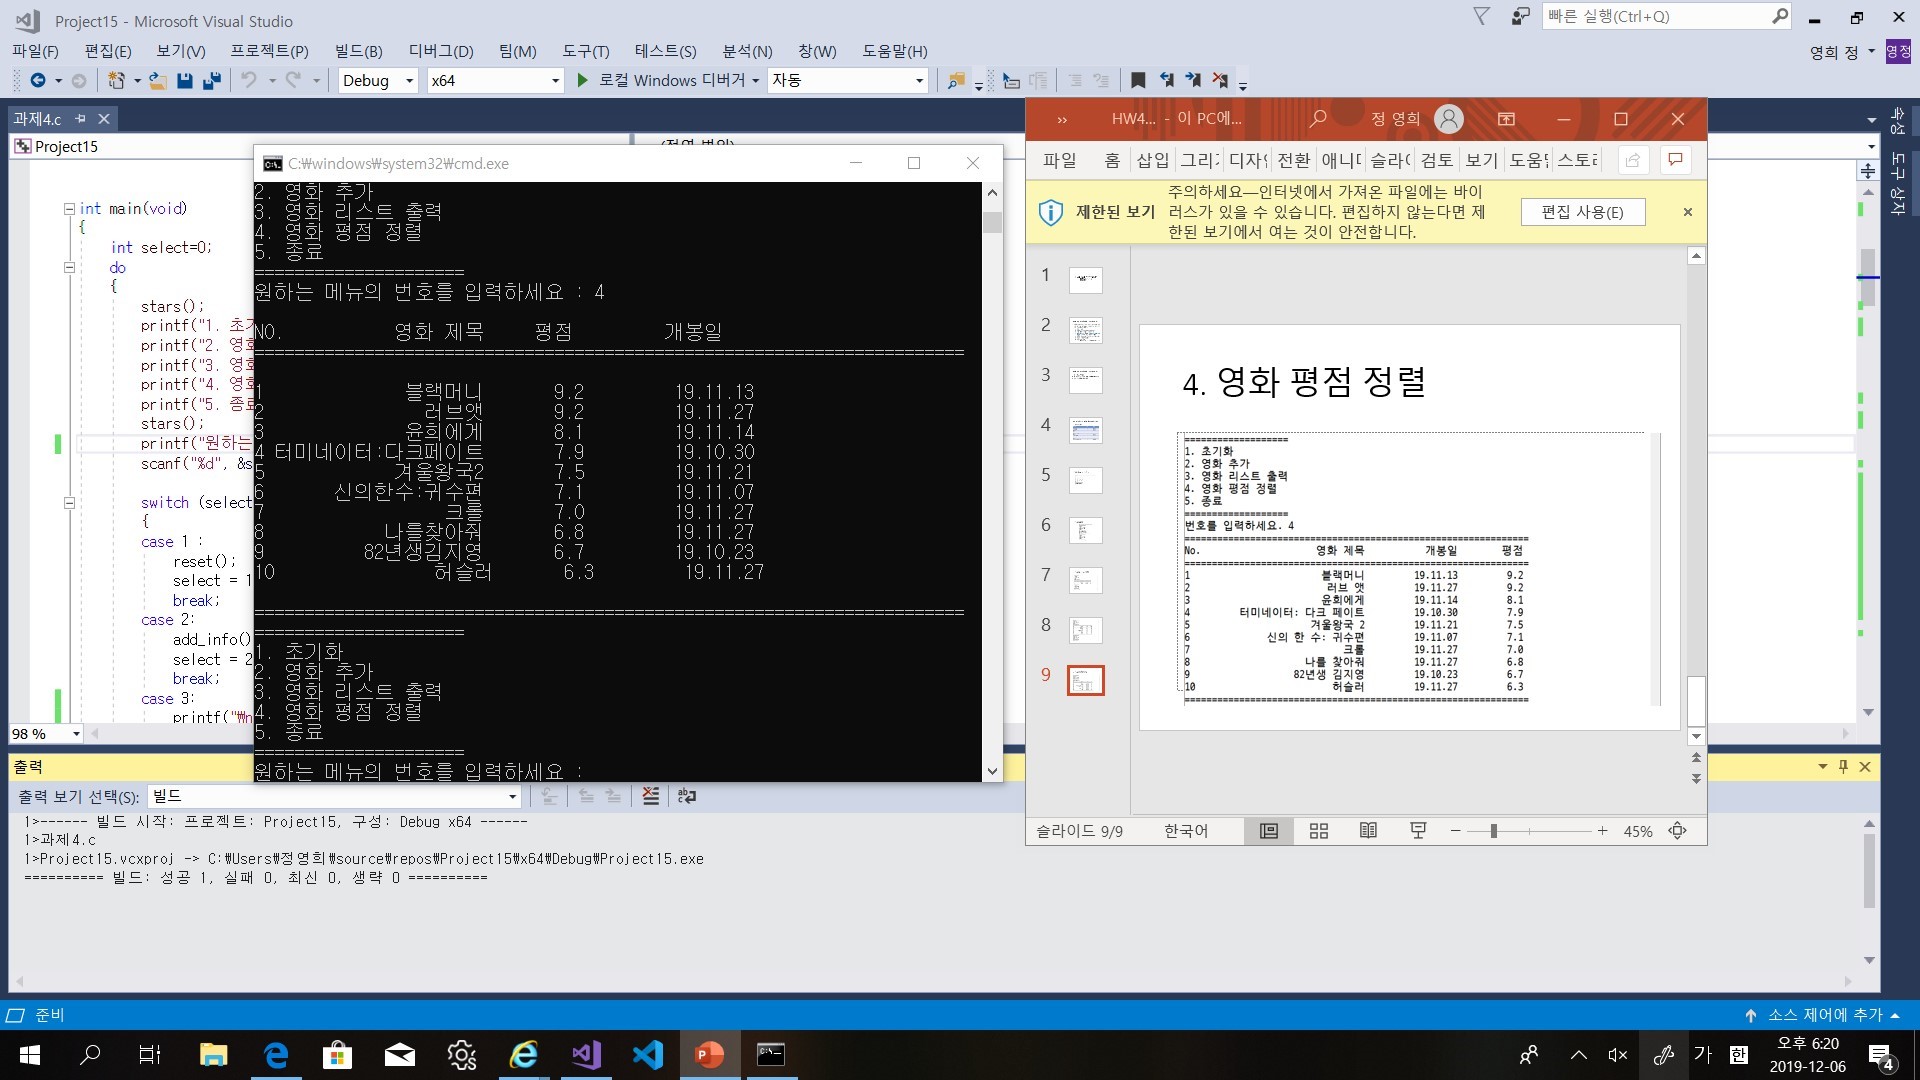 Project15 - Microsoft Visual Studio
빠른 실행(Ctrl+Q)
파일(F) 편집(E) 보기(V) 프로젝트(P) 빌드(B) 디버그(D) 팀(M) 도구(T) 테스트(S) 분석(N) 창(W) 도움말(H)
영희 정
영정
Debug x64 로컬 Windows 디버거 자동
과제4.c
Project15
int main(void)
{
int select=0;
do
{
stars();
printf("1. 초기
printf("2. 영화
printf("3. 영화
printf("4. 영화
printf("5. 종료
stars();
printf("원하는
scanf("%d", &s
switch (select
{
case 1 :
reset();
select = 1
break;
case 2:
add_info()
select = 2
break;
case 3:
printf("₩n
98 %
C:₩windows₩system32₩cmd.exe
2. 영화 추가
3. 영화 리스트 출력
4. 영화 평점 정렬
5. 종료
=====================
원하는 메뉴의 번호를 입력하세요 : 4
NO. 영화 제목 평점 개봉일
=======================================================================
1 블랙머니 9.2 19.11.13
2 러브앳 9.2 19.11.27
3 윤희에게 8.1 19.11.14
4 터미네이터:다크페이트 7.9 19.10.30
5 겨울왕국2 7.5 19.11.21
6 신의한수:귀수편 7.1 19.11.07
7 크롤 7.0 19.11.27
8 나를찾아줘 6.8 19.11.27
9 82년생김지영 6.7 19.10.23
10 허슬러 6.3 19.11.27
=======================================================================
=====================
1. 초기화
2. 영화 추가
3. 영화 리스트 출력
4. 영화 평점 정렬
5. 종료
=====================
원하는 메뉴의 번호를 입력하세요 :
HW4... - 이 PC에...
정 영희
파일 홈 삽입 그리기 디자인 전환 애니메 슬라이 검토 보기 도움말 스토리
제한된 보기
주의하세요—인터넷에서 가져온 파일에는 바이
러스가 있을 수 있습니다. 편집하지 않는다면 제
한된 보기에서 여는 것이 안전합니다.
편집 사용(E)
1
2
3
4
5
6
7
8
9
4. 영화 평점 정렬
===================
1. 초기화
2. 영화 추가
3. 영화 리스트 출력
4. 영화 평점 정렬
5. 종료
===================
번호를 입력하세요. 4
===============================================================
No. 영화 제목 개봉일 평점
===============================================================
1 블랙머니 19.11.13 9.2
2 러브 앳 19.11.27 9.2
3 윤희에게 19.11.14 8.1
4 터미네이터: 다크 페이트 19.10.30 7.9
5 겨울왕국 2 19.11.21 7.5
6 신의 한 수: 귀수편 19.11.07 7.1
7 크롤 19.11.27 7.0
8 나를 찾아줘 19.11.27 6.8
9 82년생 김지영 19.10.23 6.7
10 허슬러 19.11.27 6.3
===============================================================
슬라이드 9/9 한국어 45%
속성
도구 상자
출력
출력 보기 선택(S): 빌드
1>------ 빌드 시작: 프로젝트: Project15, 구성: Debug x64 ------
1>과제4.c
1>Project15.vcxproj -> C:₩Users₩정영희₩source₩repos₩Project15₩x64₩Debug₩Project15.exe
========== 빌드: 성공 1, 실패 0, 최신 0, 생략 0 ==========
준비
소스 제어에 추가
가 한
오후 6:20
2019-12-06
4